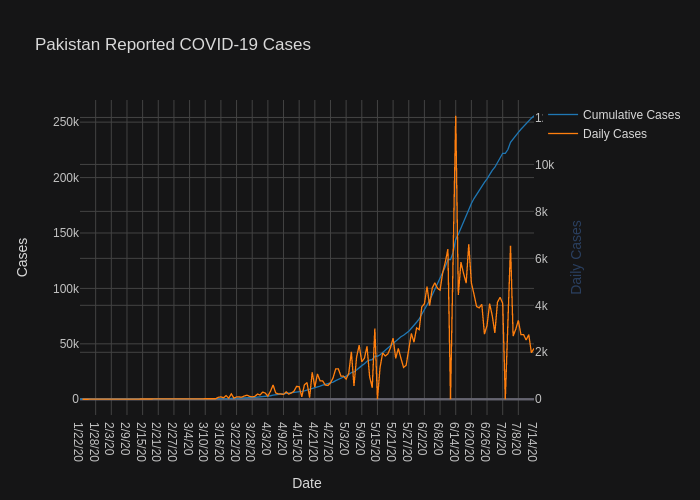 Pakistan Reported COVID-19 Cases
Cumulative Cases
Daily Cases
250k
200k
150k
100k
50k
0
Cases
10k
8k
6k
4k
2k
0
Daily Cases
1/22/20
1/28/20
2/3/20
2/9/20
2/15/20
2/21/20
2/27/20
3/4/20
3/10/20
3/16/20
3/22/20
3/28/20
4/3/20
4/9/20
4/15/20
4/21/20
4/27/20
5/3/20
5/9/20
5/15/20
5/21/20
5/27/20
6/2/20
6/8/20
6/14/20
6/20/20
6/26/20
7/2/20
7/8/20
7/14/20
Date